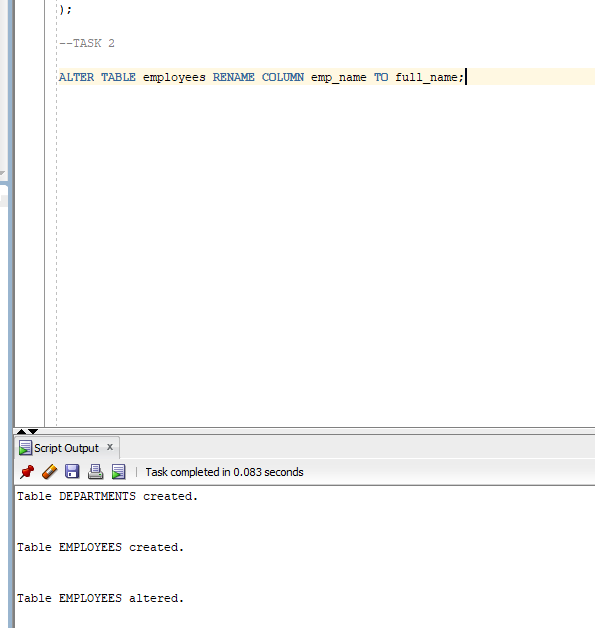 );
--TASK 2
ALTER TABLE employees RENAME COLUMN emp_name TO full_name;
Script Output x
Task completed in 0.083 seconds
Table DEPARTMENTS created.
Table EMPLOYEES created.
Table EMPLOYEES altered.